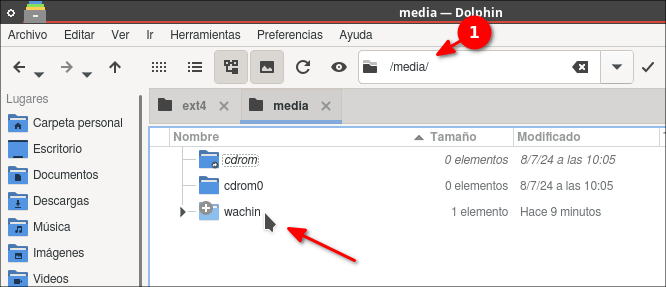 media — Dolphin
Archivo Editar Ver Ir Herramientas Preferencias Ayuda
1
/media/
Lugares
ext4 media
Carpeta personal
Escritorio
Documentos
Descargas
Música
Imágenes
Videos
Nombre Tamaño Modificado
cdrom 0 elementos 8/7/24 a las 10:05
cdrom0 0 elementos 8/7/24 a las 10:05
wachin 1 elemento Hace 9 minutos